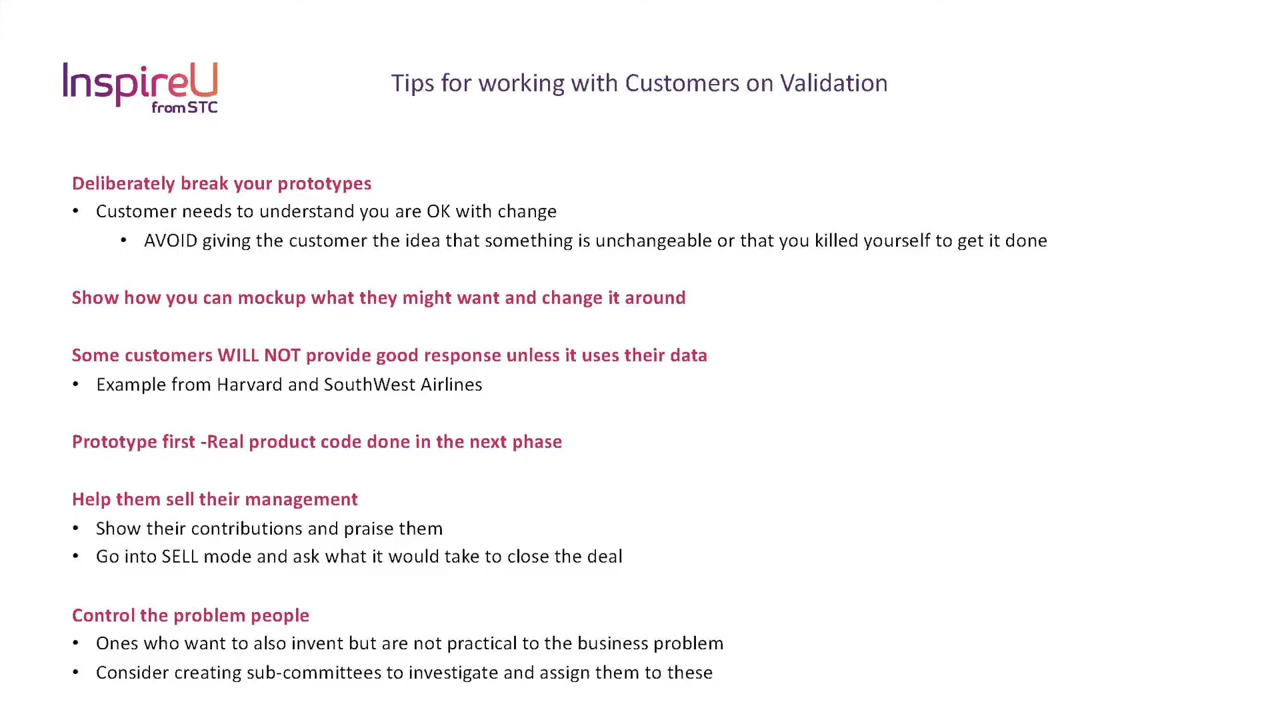 InspireU
from STC
Tips for working with Customers on Validation
Deliberately break your prototypes
• Customer needs to understand you are OK with change
• AVOID giving the customer the idea that something is unchangeable or that you killed yourself to get it done
Show how you can mockup what they might want and change it around
Some customers WILL NOT provide good response unless it uses their data
• Example from Harvard and SouthWest Airlines
Prototype first -Real product code done in the next phase
Help them sell their management
• Show their contributions and praise them
• Go into SELL mode and ask what it would take to close the deal
Control the problem people
• Ones who want to also invent but are not practical to the business problem
• Consider creating sub-committees to investigate and assign them to these